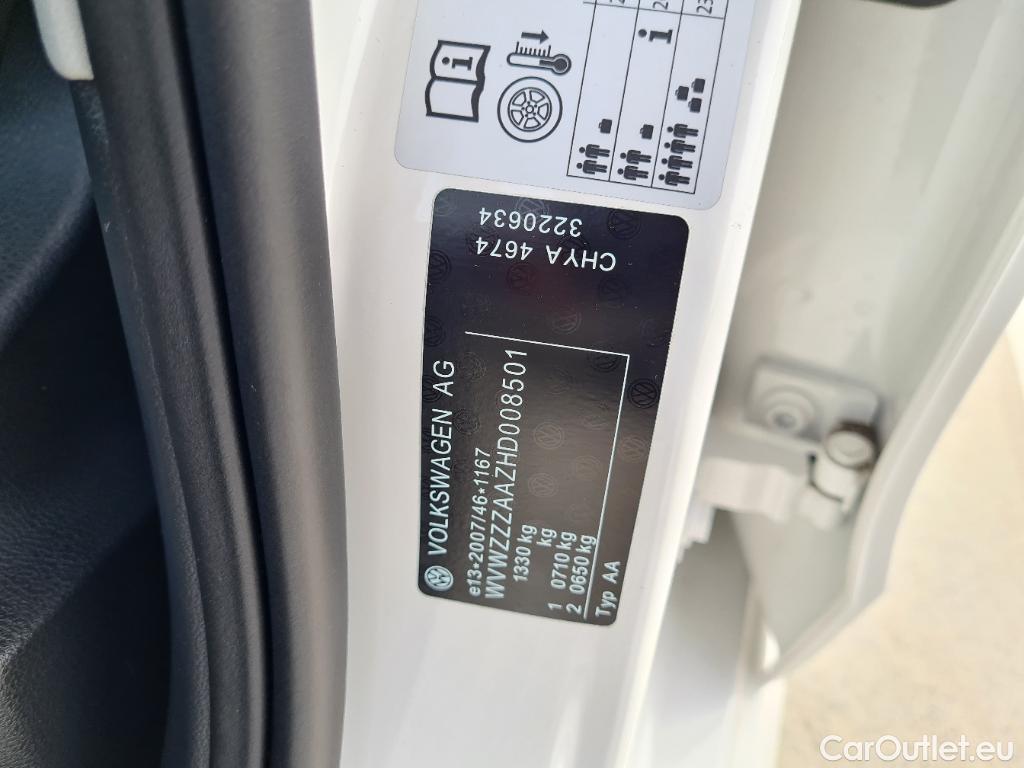 VOLKSWAGEN AG
e13*2007/46*1167
WVWZZZAAZHD008501
1330 kg
kg
1 0710 kg
2 0650 kg
Typ AA
CHYA 4674
3220634
CarOutlet.eu